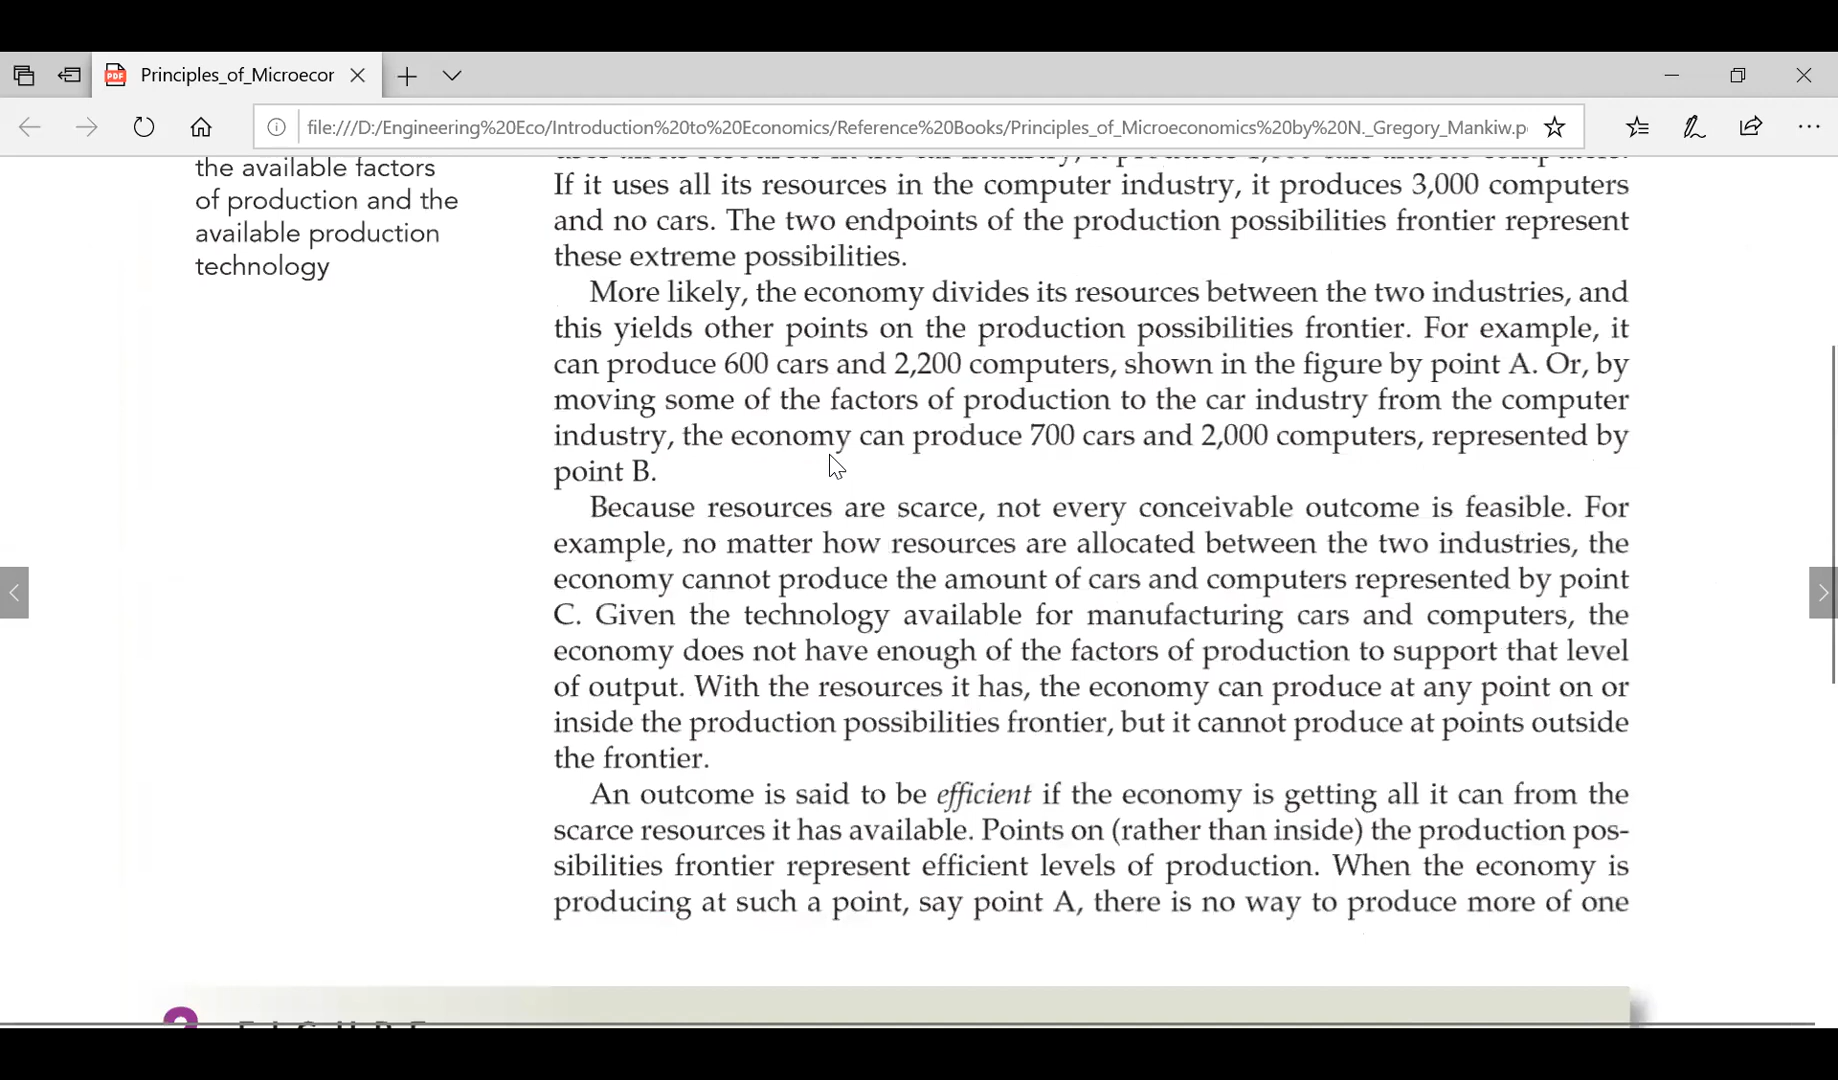 Principles_of_Microecor
file:///D:/Engineering%20Eco/Introduction%20to%20Economics/Reference%20Books/Principles_of_Microeconomics%20by%20N._Gregory_Mankiw.p
the available factors
of production and the
available production
technology
If it uses all its resources in the computer industry, it produces 3,000 computers
and no cars. The two endpoints of the production possibilities frontier represent
these extreme possibilities.
More likely, the economy divides its resources between the two industries, and
this yields other points on the production possibilities frontier. For example, it
can produce 600 cars and 2,200 computers, shown in the figure by point A. Or, by
moving some of the factors of production to the car industry from the computer
industry, the economy can produce 700 cars and 2,000 computers, represented by
point B.
Because resources are scarce, not every conceivable outcome is feasible. For
example, no matter how resources are allocated between the two industries, the
economy cannot produce the amount of cars and computers represented by point
C. Given the technology available for manufacturing cars and computers, the
economy does not have enough of the factors of production to support that level
of output. With the resources it has, the economy can produce at any point on or
inside the production possibilities frontier, but it cannot produce at points outside
the frontier.
An outcome is said to be efficient if the economy is getting all it can from the
scarce resources it has available. Points on (rather than inside) the production pos-
sibilities frontier represent efficient levels of production. When the economy is
producing at such a point, say point A, there is no way to produce more of one